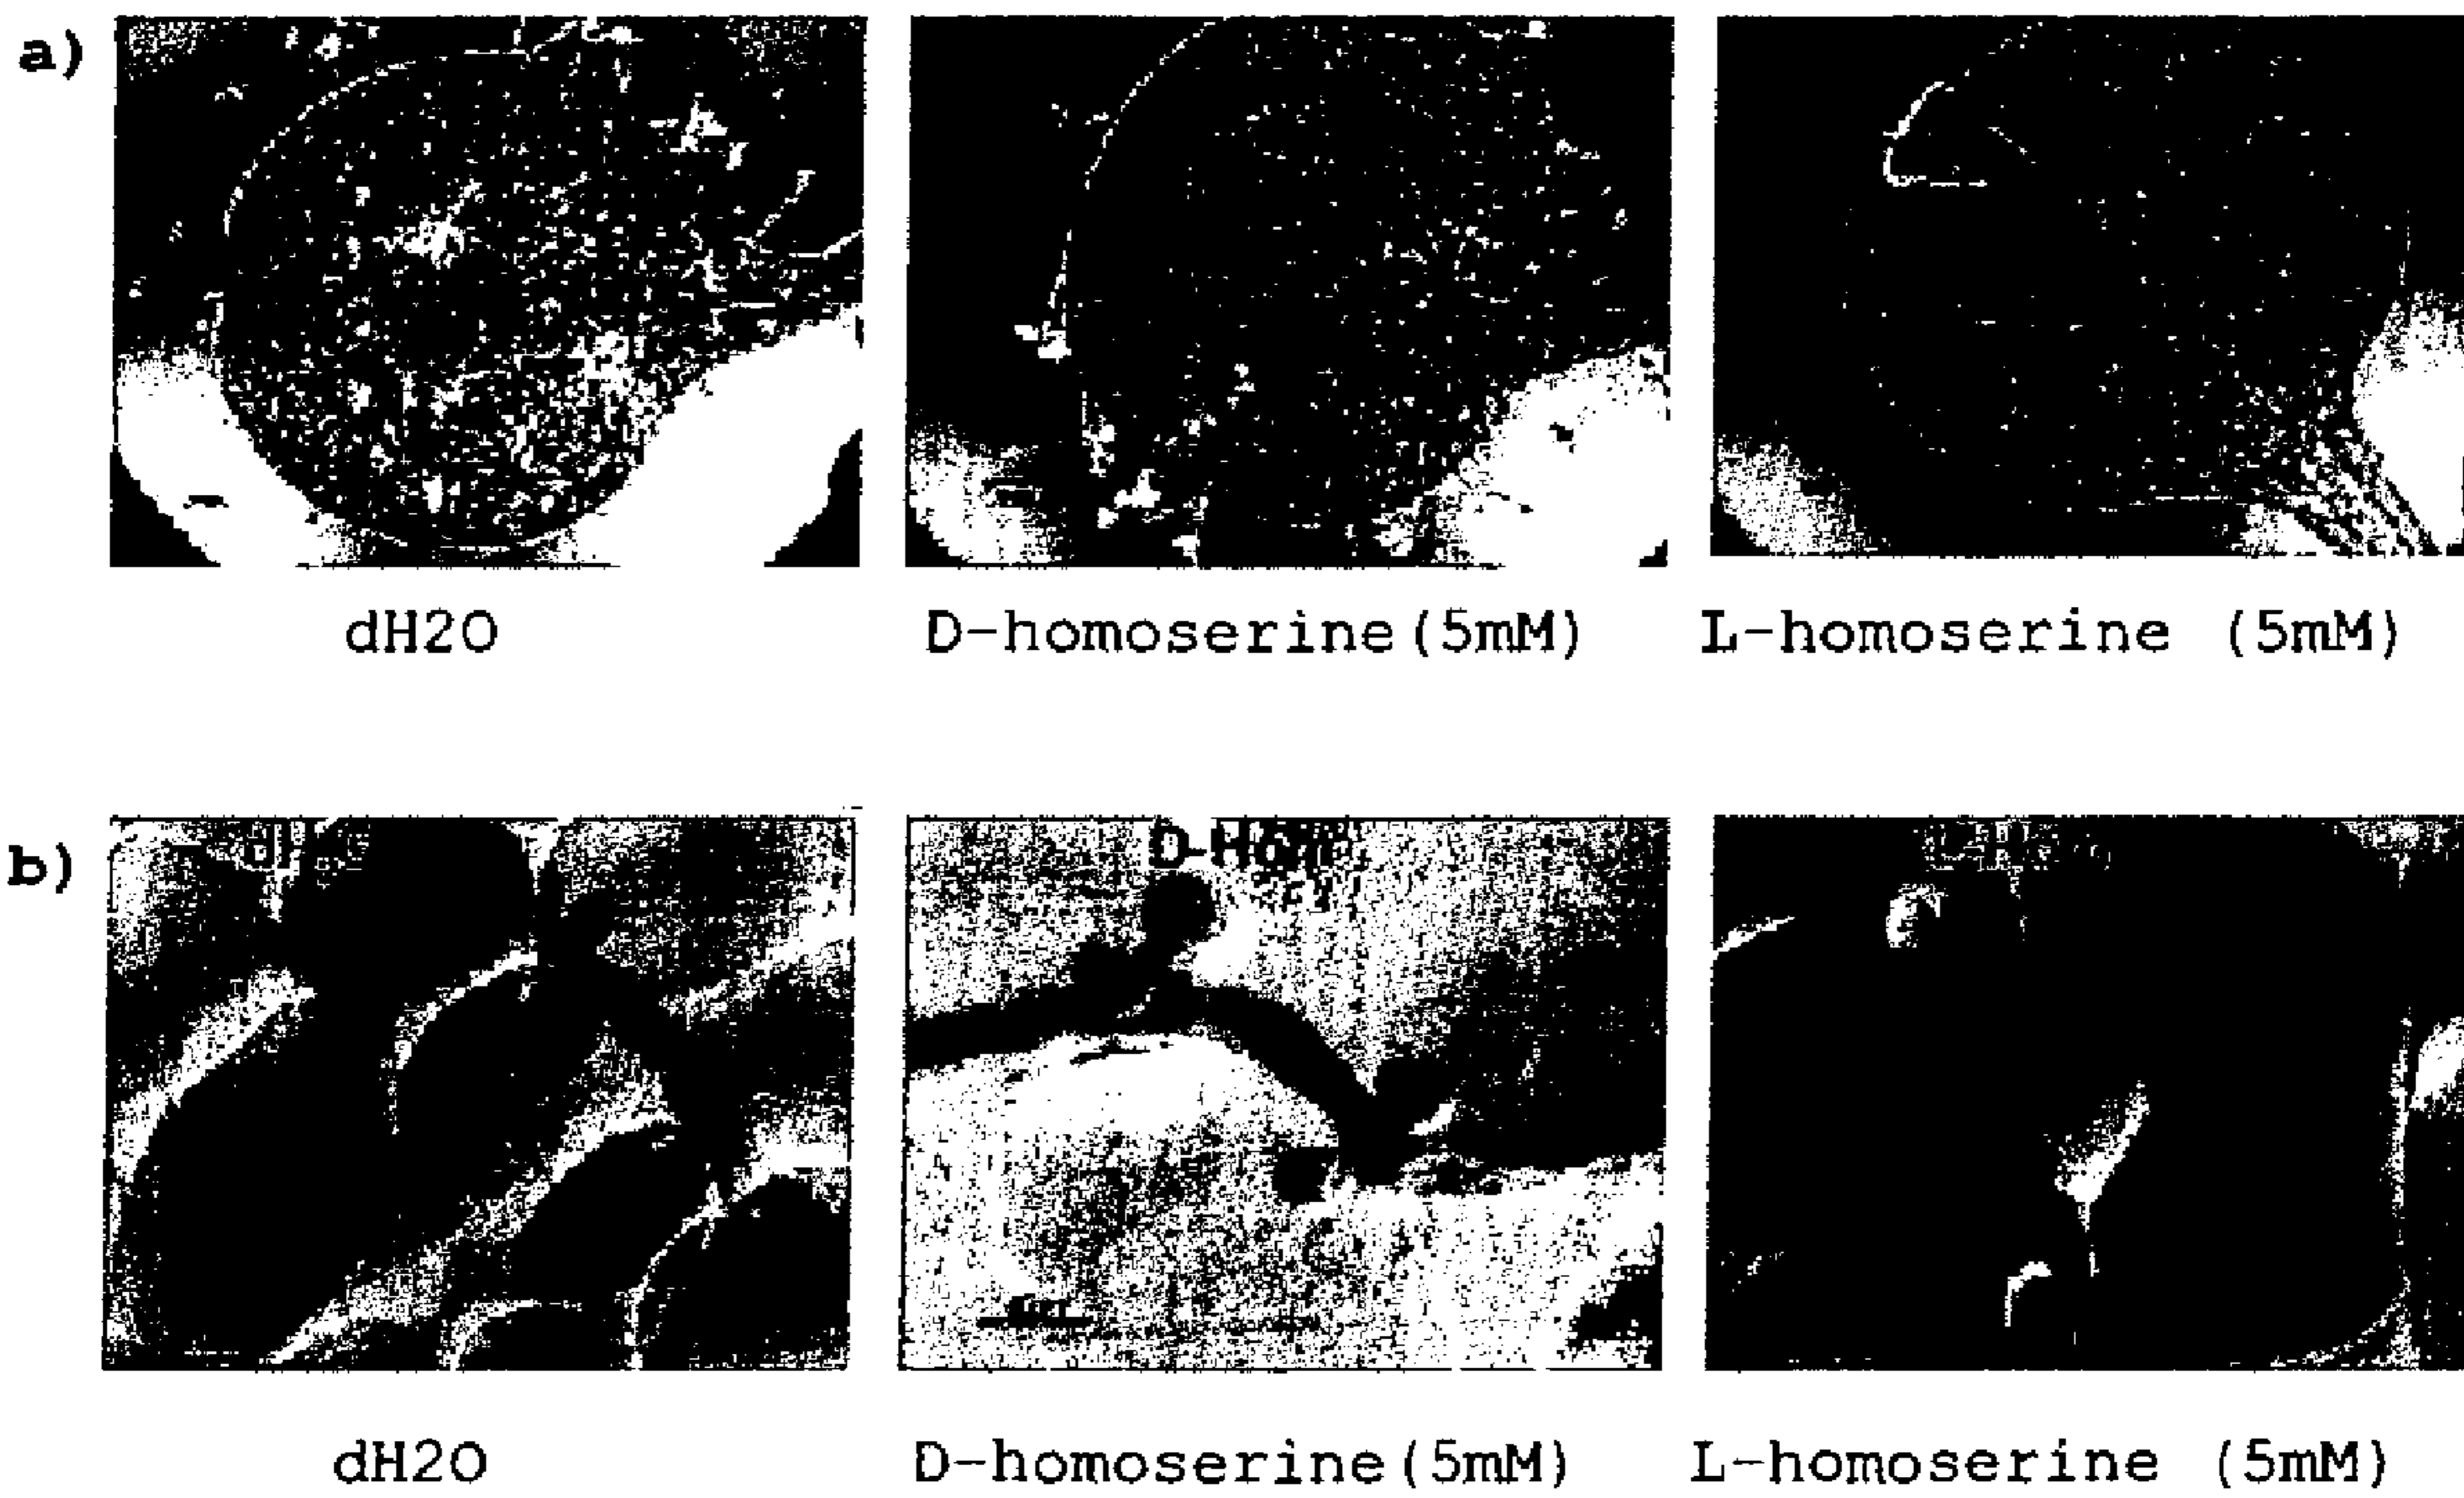 a)
dH2O
D-homoserine (5mM)
L-homoserine (5mM)
b)
dH2O
D-homoserine (5mM)
L-homoserine (5mM)